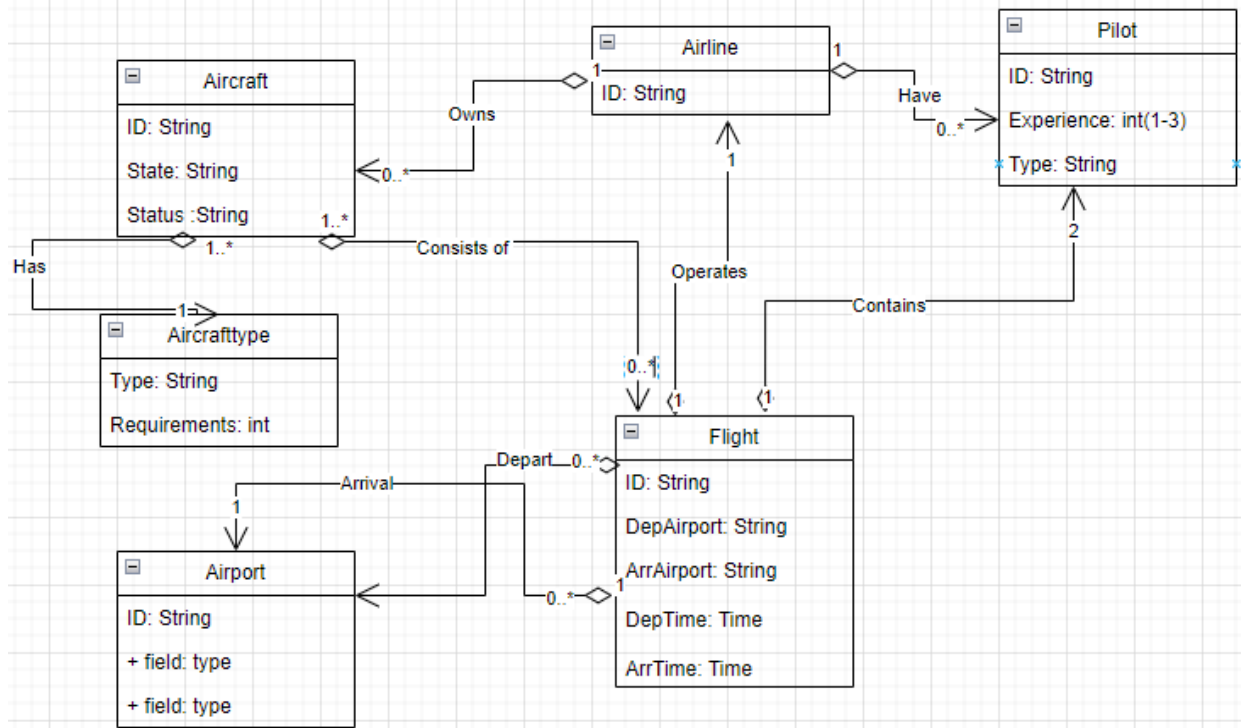 Aircraft
ID: String
State: String
Status :String
Airline
ID: String
Pilot
ID: String
Experience: int(1-3)
Type: String
1
Owns
0..*
1
Have
0..*
1..*
Has
1
1..*
Consists of
0..*
1
Operates
1
2
Contains
1
Aircrafttype
Type: String
Requirements: int
Flight
ID: String
DepAirport: String
ArrAirport: String
DepTime: Time
ArrTime: Time
Depart
0..*
Arrival
1
0..*
1
Airport
ID: String
+ field: type
+ field: type